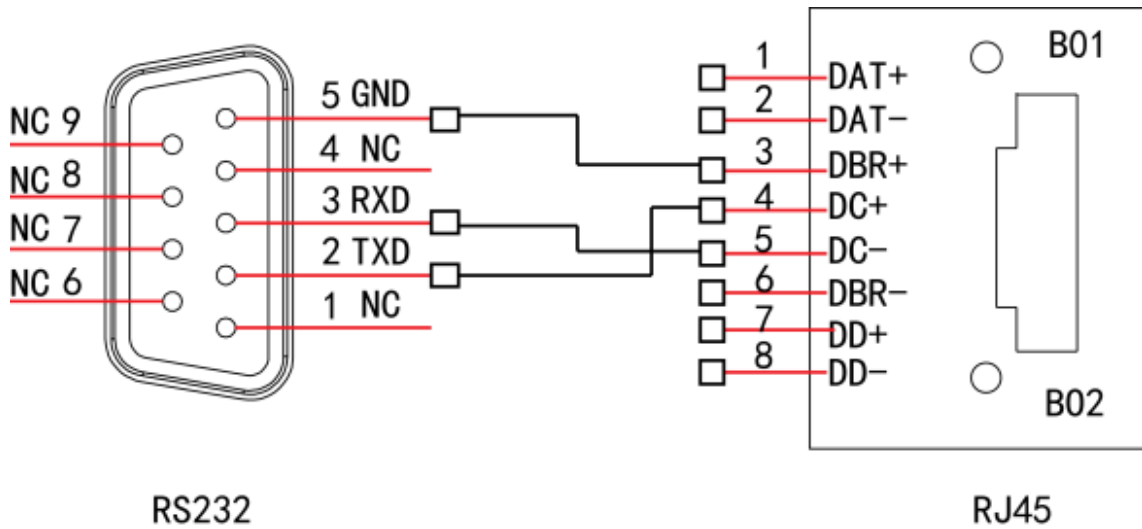 NC 9
NC 8
NC 7
NC 6
5 GND
4 NC
3 RXD
2 TXD
1 NC
RS232
1 DAT+
2 DAT-
3 DBR+
4 DC+
5 DC-
6 DBR-
7 DD+
8 DD-
B01
B02
RJ45